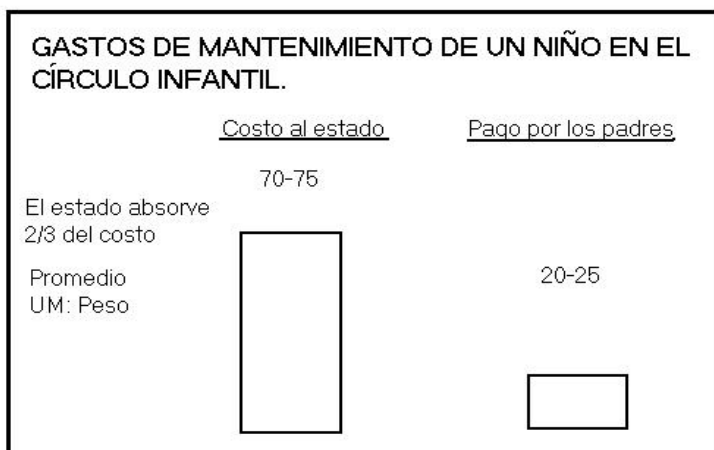 GASTOS DE MANTENIMIENTO DE UN NIÑO EN EL
CÍRCULO INFANTIL.
Costo al estado
Pago por los padres
70-75
El estado absorve
2/3 del costo
Promedio
UM: Peso
20-25